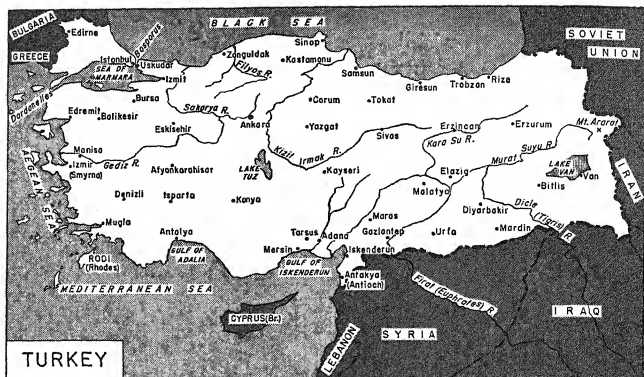 BULGARIA
BLACK SEA
SOVIET
UNION
Edirne
GREECE
Istanbul
Bosporus
SEA OF
MARMARA
Uskudar
Izmit
Zonguldak
Filyos R.
Sinop
Kastamonu
Samsun
Giresun
Trobzon
Rize
Dardanelles
Bursa
Sakarya R.
Corum
Tokat
Mt. Ararat
Edremit
Balikesir
Eskisehir
Ankara
Yozgat
Sivas
Erzincan
Erzurum
Kizil Irmak R.
Kara Su R.
Murat Suyu R.
AEGEAN SEA
Manisa
Izmir
(Smyrna)
Gediz R.
Afyonkarahisar
LAKE
TUZ
Kayseri
Elazig
Malatya
LAKE
VAN
Van
Bitlis
IRAN
Denizli
Isparta
Konya
Maras
Diyarbakir
Dicle
(Tigris) R.
Mugla
Antalya
Tarsus
Adana
Gaziantep
Urfa
Mardin
Mersin
Iskenderun
RODI
(Rhodes)
GULF OF
ADALIA
GULF OF
ISKENDERUN
Antakya
(Antioch)
Firat (Euphrates) R.
MEDITERRANEAN SEA
CYPRUS(Br.)
LEBANON
SYRIA
IRAQ
TURKEY